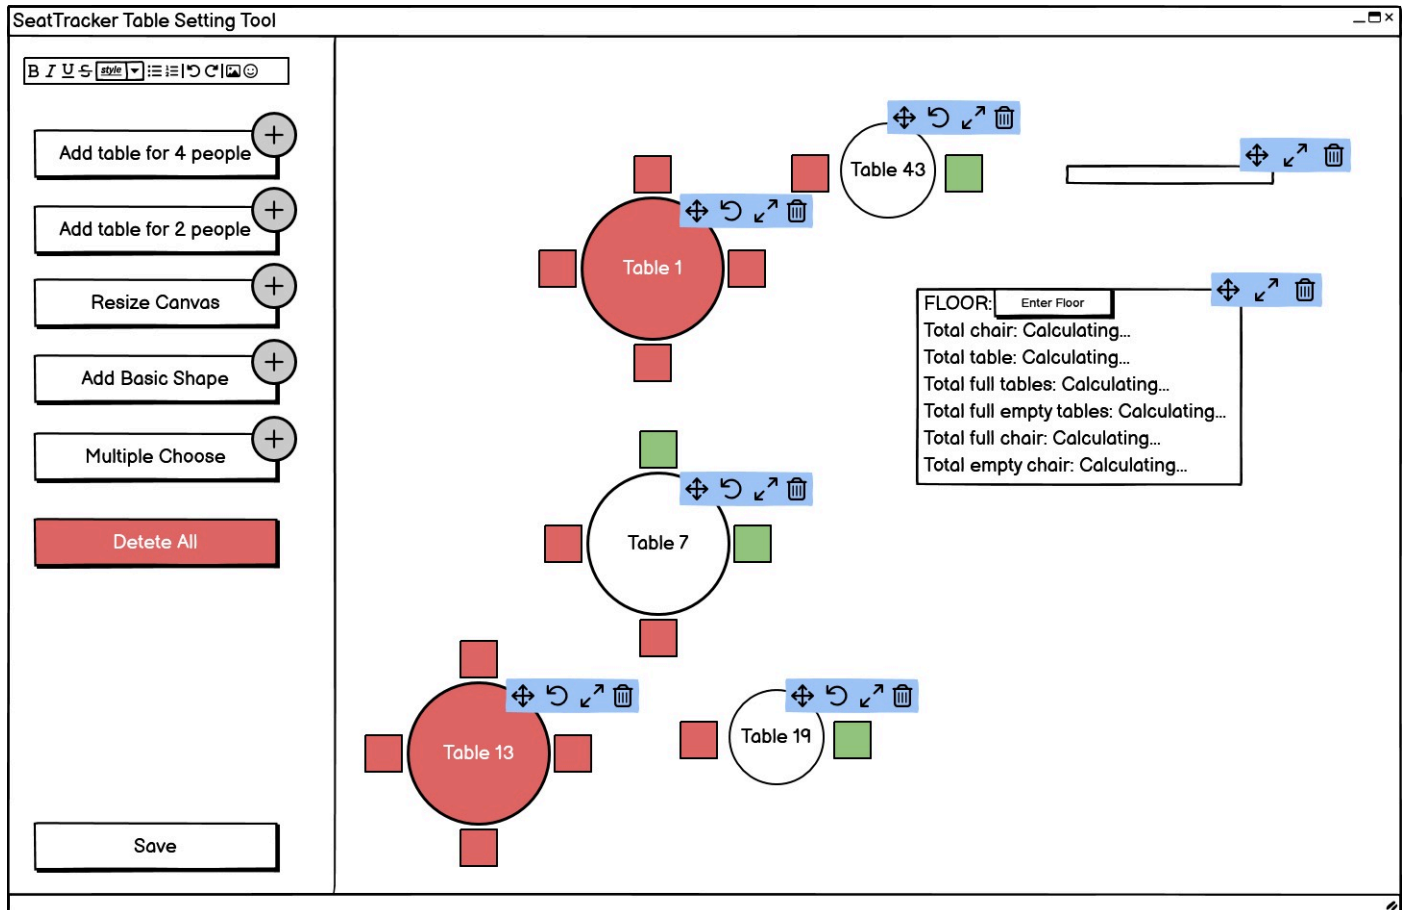 SeatTracker Table Setting Tool
B I U S style
Add table for 4 people
Add table for 2 people
Resize Canvas
Add Basic Shape
Multiple Choose
Detete All
Save
Table 43
Table 1
FLOOR: Enter Floor
Total chair: Calculating...
Total table: Calculating...
Total full tables: Calculating...
Total full empty tables: Calculating...
Total full chair: Calculating...
Total empty chair: Calculating...
Table 7
Table 13
Table 19